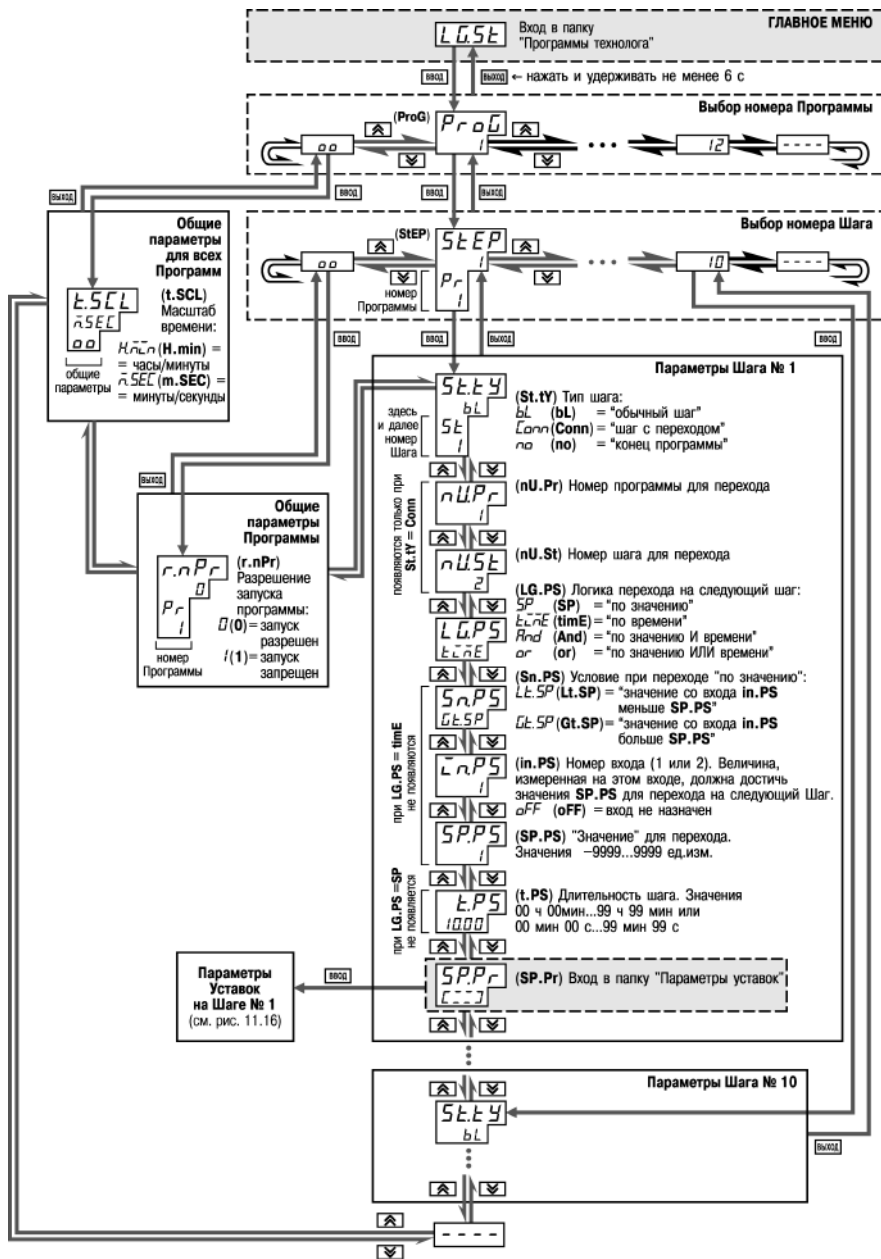 ГЛАВНОЕ МЕНЮ
LG.St
Вход в папку
"Программы технолога"
ВВОД
ВЫХОД
← нажать и удерживать не менее 6 с
Выбор номера Программы
(ProG)
ProG
1
oo
• • •
12
- - - -
ВЫХОД
ВВОД
ВВОД
ВЫХОД
Выбор номера Шага
(StEP)
StEP
1
Pr
1
номер
Программы
oo
• • •
10
- - - -
Общие
параметры
для всех
Программ
t.SCL
m.SEC
oo
общие
параметры
(t.SCL)
Масштаб
времени:
H.min (H.min) =
= часы/минуты
m.SEC (m.SEC) =
= минуты/секунды
ВВОД
ВВОД
ВЫХОД
ВВОД
ВЫХОД
Общие
параметры
Программы
r.nPr
0
Pr
1
номер
Программы
(r.nPr)
Разрешение
запуска
программы:
0 (0) = запуск
разрешен
1 (1) = запуск
запрещен
Параметры Шага № 1
St.tY
bL
St
1
здесь
и далее
номер
Шага
(St.tY) Тип шага:
bL (bL) = "обычный шаг"
Conn (Conn) = "шаг с переходом"
no (no) = "конец программы"
появляются только при
St.tY = Conn
nU.Pr
1
(nU.Pr) Номер программы для перехода
nU.St
2
(nU.St) Номер шага для перехода
LG.PS
timE
(LG.PS) Логика перехода на следующий шаг:
SP (SP) = "по значению"
timE (timE) = "по времени"
And (And) = "по значению И времени"
or (or) = "по значению ИЛИ времени"
при LG.PS = timE
не появляются
Sn.PS
Gt.SP
(Sn.PS) Условие при переходе "по значению":
Lt.SP (Lt.SP) = "значение со входа in.PS
меньше SP.PS"
Gt.SP (Gt.SP) = "значение со входа in.PS
больше SP.PS"
in.PS
1
(in.PS) Номер входа (1 или 2). Величина,
измеренная на этом входе, должна достичь
значения SP.PS для перехода на следующий Шаг.
oFF (oFF) = вход не назначен
SP.PS
1
(SP.PS) "Значение" для перехода.
Значения −9999...9999 ед.изм.
при LG.PS =SP
не появляется
t.PS
10.00
(t.PS) Длительность шага. Значения
00 ч 00мин...99 ч 99 мин или
00 мин 00 с...99 мин 99 с
SP.Pr
[---]
(SP.Pr) Вход в папку "Параметры уставок"
ВВОД
Параметры
Уставок
на Шаге № 1
(см. рис. 11.16)
Параметры Шага № 10
St.tY
bL
ВЫХОД
- - - -